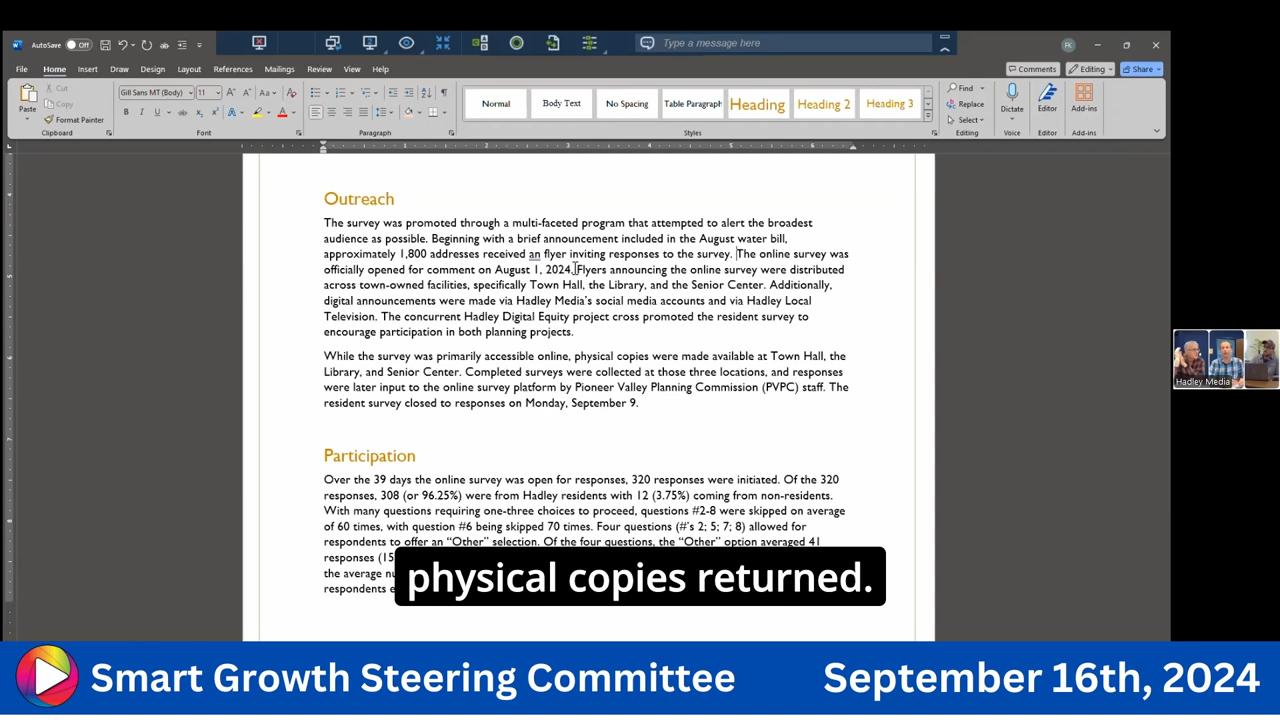 AutoSave Off
Type a message here
FK
File Home Insert Draw Design Layout References Mailings Review View Help
Comments Editing Share
Paste
Cut
Copy
Format Painter
Clipboard
Gill Sans MT (Body) 11
Font
Paragraph
Normal Body Text No Spacing Table Paragraph Heading Heading 2 Heading 3
Styles
Find
Replace
Select
Editing
Dictate
Voice
Editor
Editor
Add-ins
Add-ins
Outreach
The survey was promoted through a multi-faceted program that attempted to alert the broadest
audience as possible. Beginning with a brief announcement included in the August water bill,
approximately 1,800 addresses received an flyer inviting responses to the survey. The online survey was
officially opened for comment on August 1, 2024. Flyers announcing the online survey were distributed
across town-owned facilities, specifically Town Hall, the Library, and the Senior Center. Additionally,
digital announcements were made via Hadley Media's social media accounts and via Hadley Local
Television. The concurrent Hadley Digital Equity project cross promoted the resident survey to
encourage participation in both planning projects.
While the survey was primarily accessible online, physical copies were made available at Town Hall, the
Library, and Senior Center. Completed surveys were collected at those three locations, and responses
were later input to the online survey platform by Pioneer Valley Planning Commission (PVPC) staff. The
resident survey closed to responses on Monday, September 9.
Participation
Over the 39 days the online survey was open for responses, 320 responses were initiated. Of the 320
responses, 308 (or 96.25%) were from Hadley residents with 12 (3.75%) coming from non-residents.
With many questions requiring one-three choices to proceed, questions #2-8 were skipped on average
of 60 times, with question #6 being skipped 70 times. Four questions (#'s 2; 5; 7; 8) allowed for
respondents to offer an "Other" selection. Of the four questions, the "Other" option averaged 41
responses (15
the average
respondents
physical copies returned.
Hadley Media
Smart Growth Steering Committee
September 16th, 2024